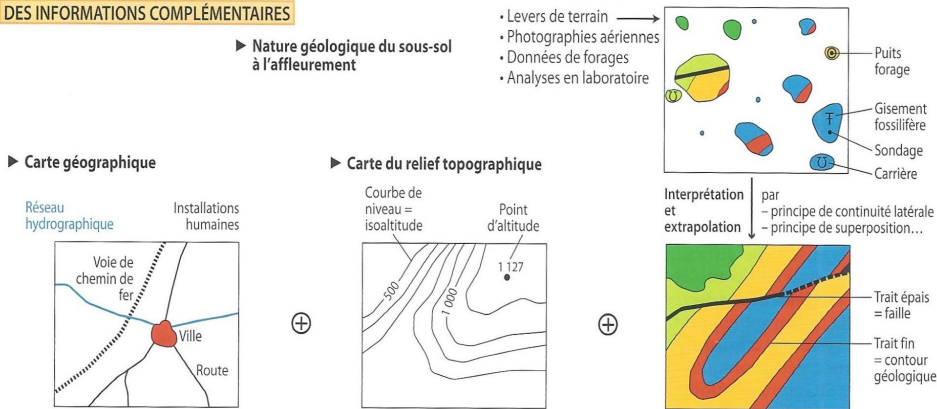 DES INFORMATIONS COMPLÉMENTAIRES
▶ Nature géologique du sous-sol
à l'affleurement
• Levers de terrain
• Photographies aériennes
• Données de forages
• Analyses en laboratoire
Puits
forage
Gisement
fossilifère
Sondage
Carrière
▶ Carte géographique
Réseau
hydrographique
Installations
humaines
Voie de
chemin de
fer
Ville
Route
▶ Carte du relief topographique
Courbe de
niveau =
isoaltitude
Point
d'altitude
1 127
500
1 000
Interprétation
et
extrapolation
par
– principe de continuité latérale
– principe de superposition…
Trait épais
= faille
Trait fin
= contour
géologique